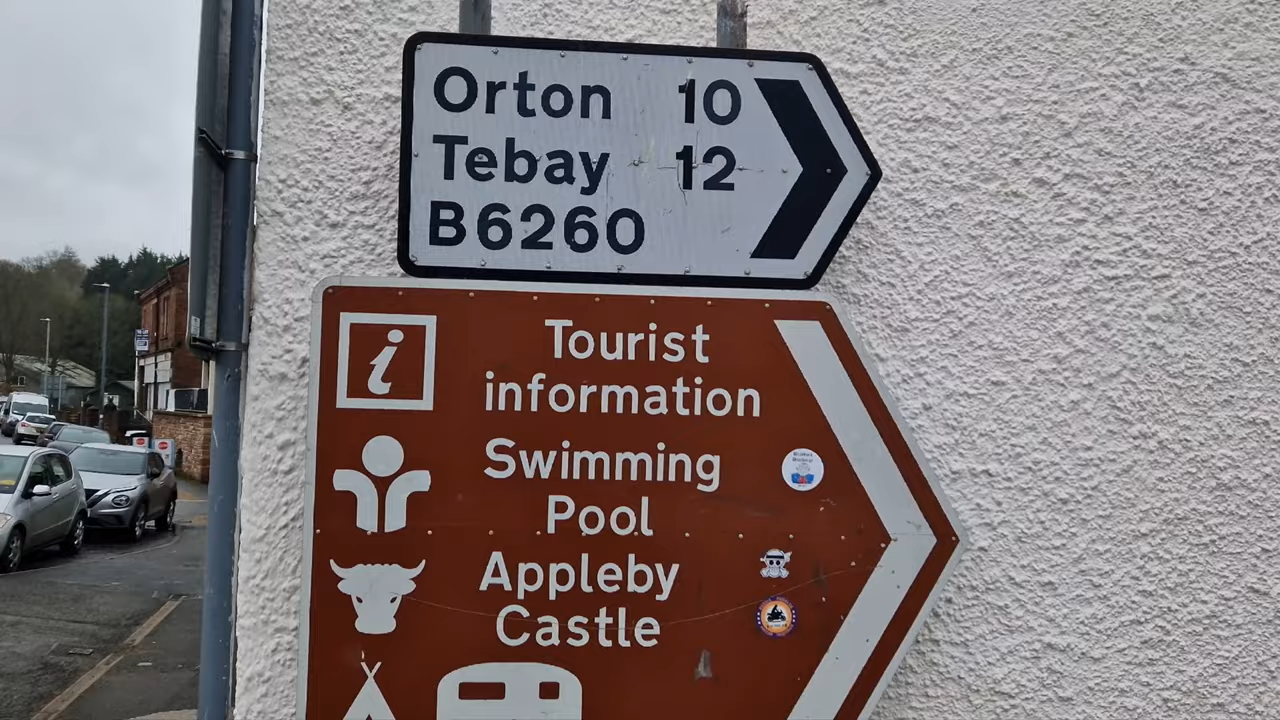 Orton 10
Tebay 12
B6260
i Tourist
information
Swimming
Pool
Appleby
Castle